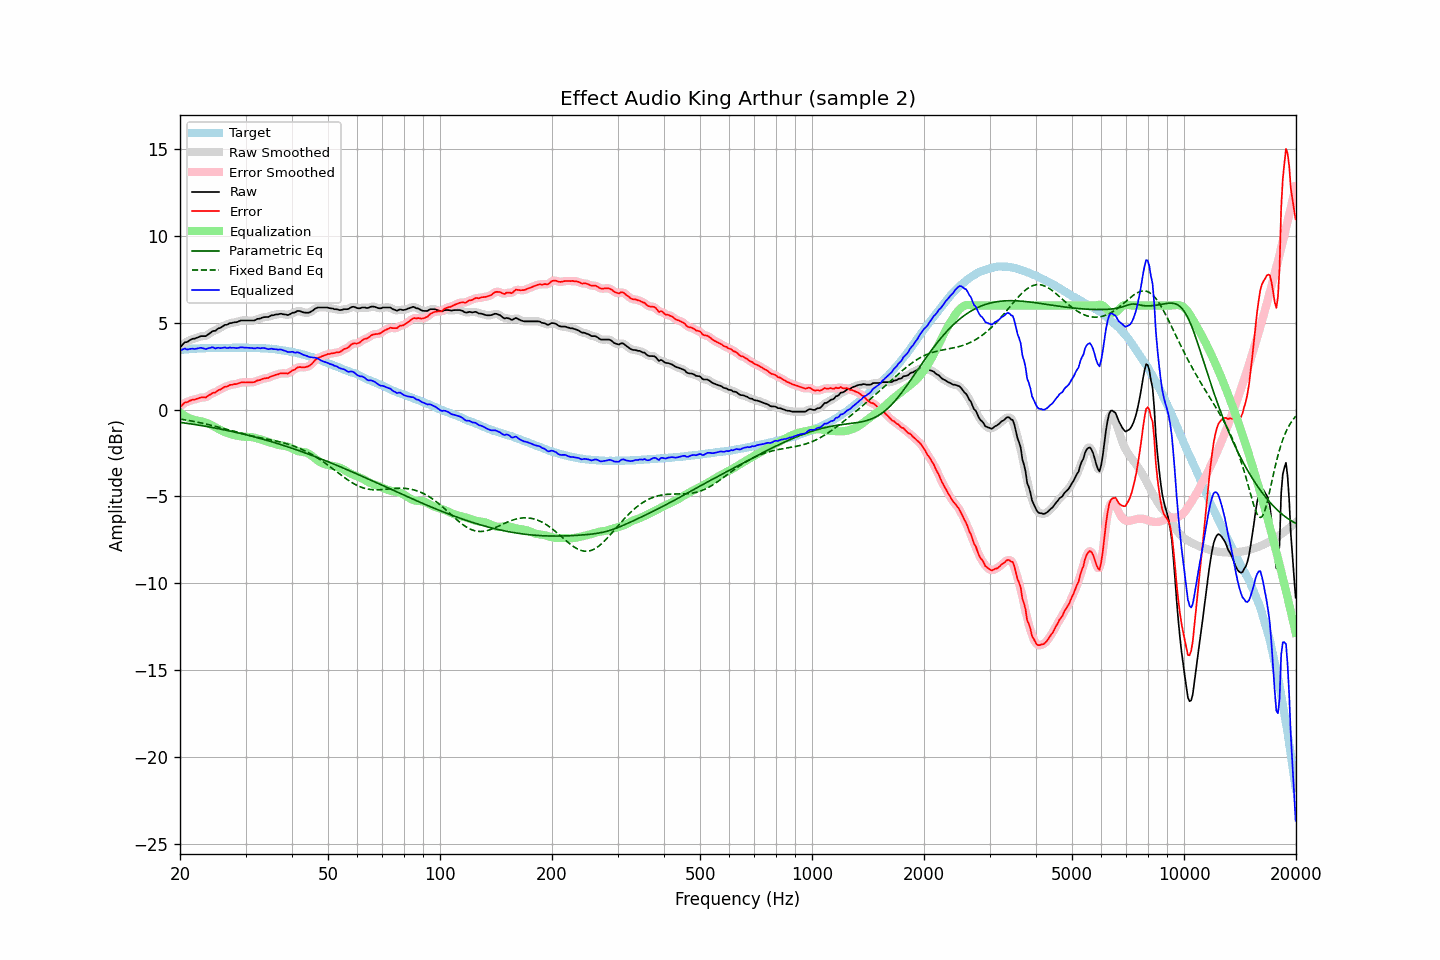 Effect Audio King Arthur (sample 2)
Target
Raw Smoothed
Error Smoothed
Raw
Error
Equalization
Parametric Eq
Fixed Band Eq
Equalized
Amplitude (dBr)
15
10
5
0
−5
−10
−15
−20
−25
20 50 100 200 500 1000 2000 5000 10000 20000
Frequency (Hz)